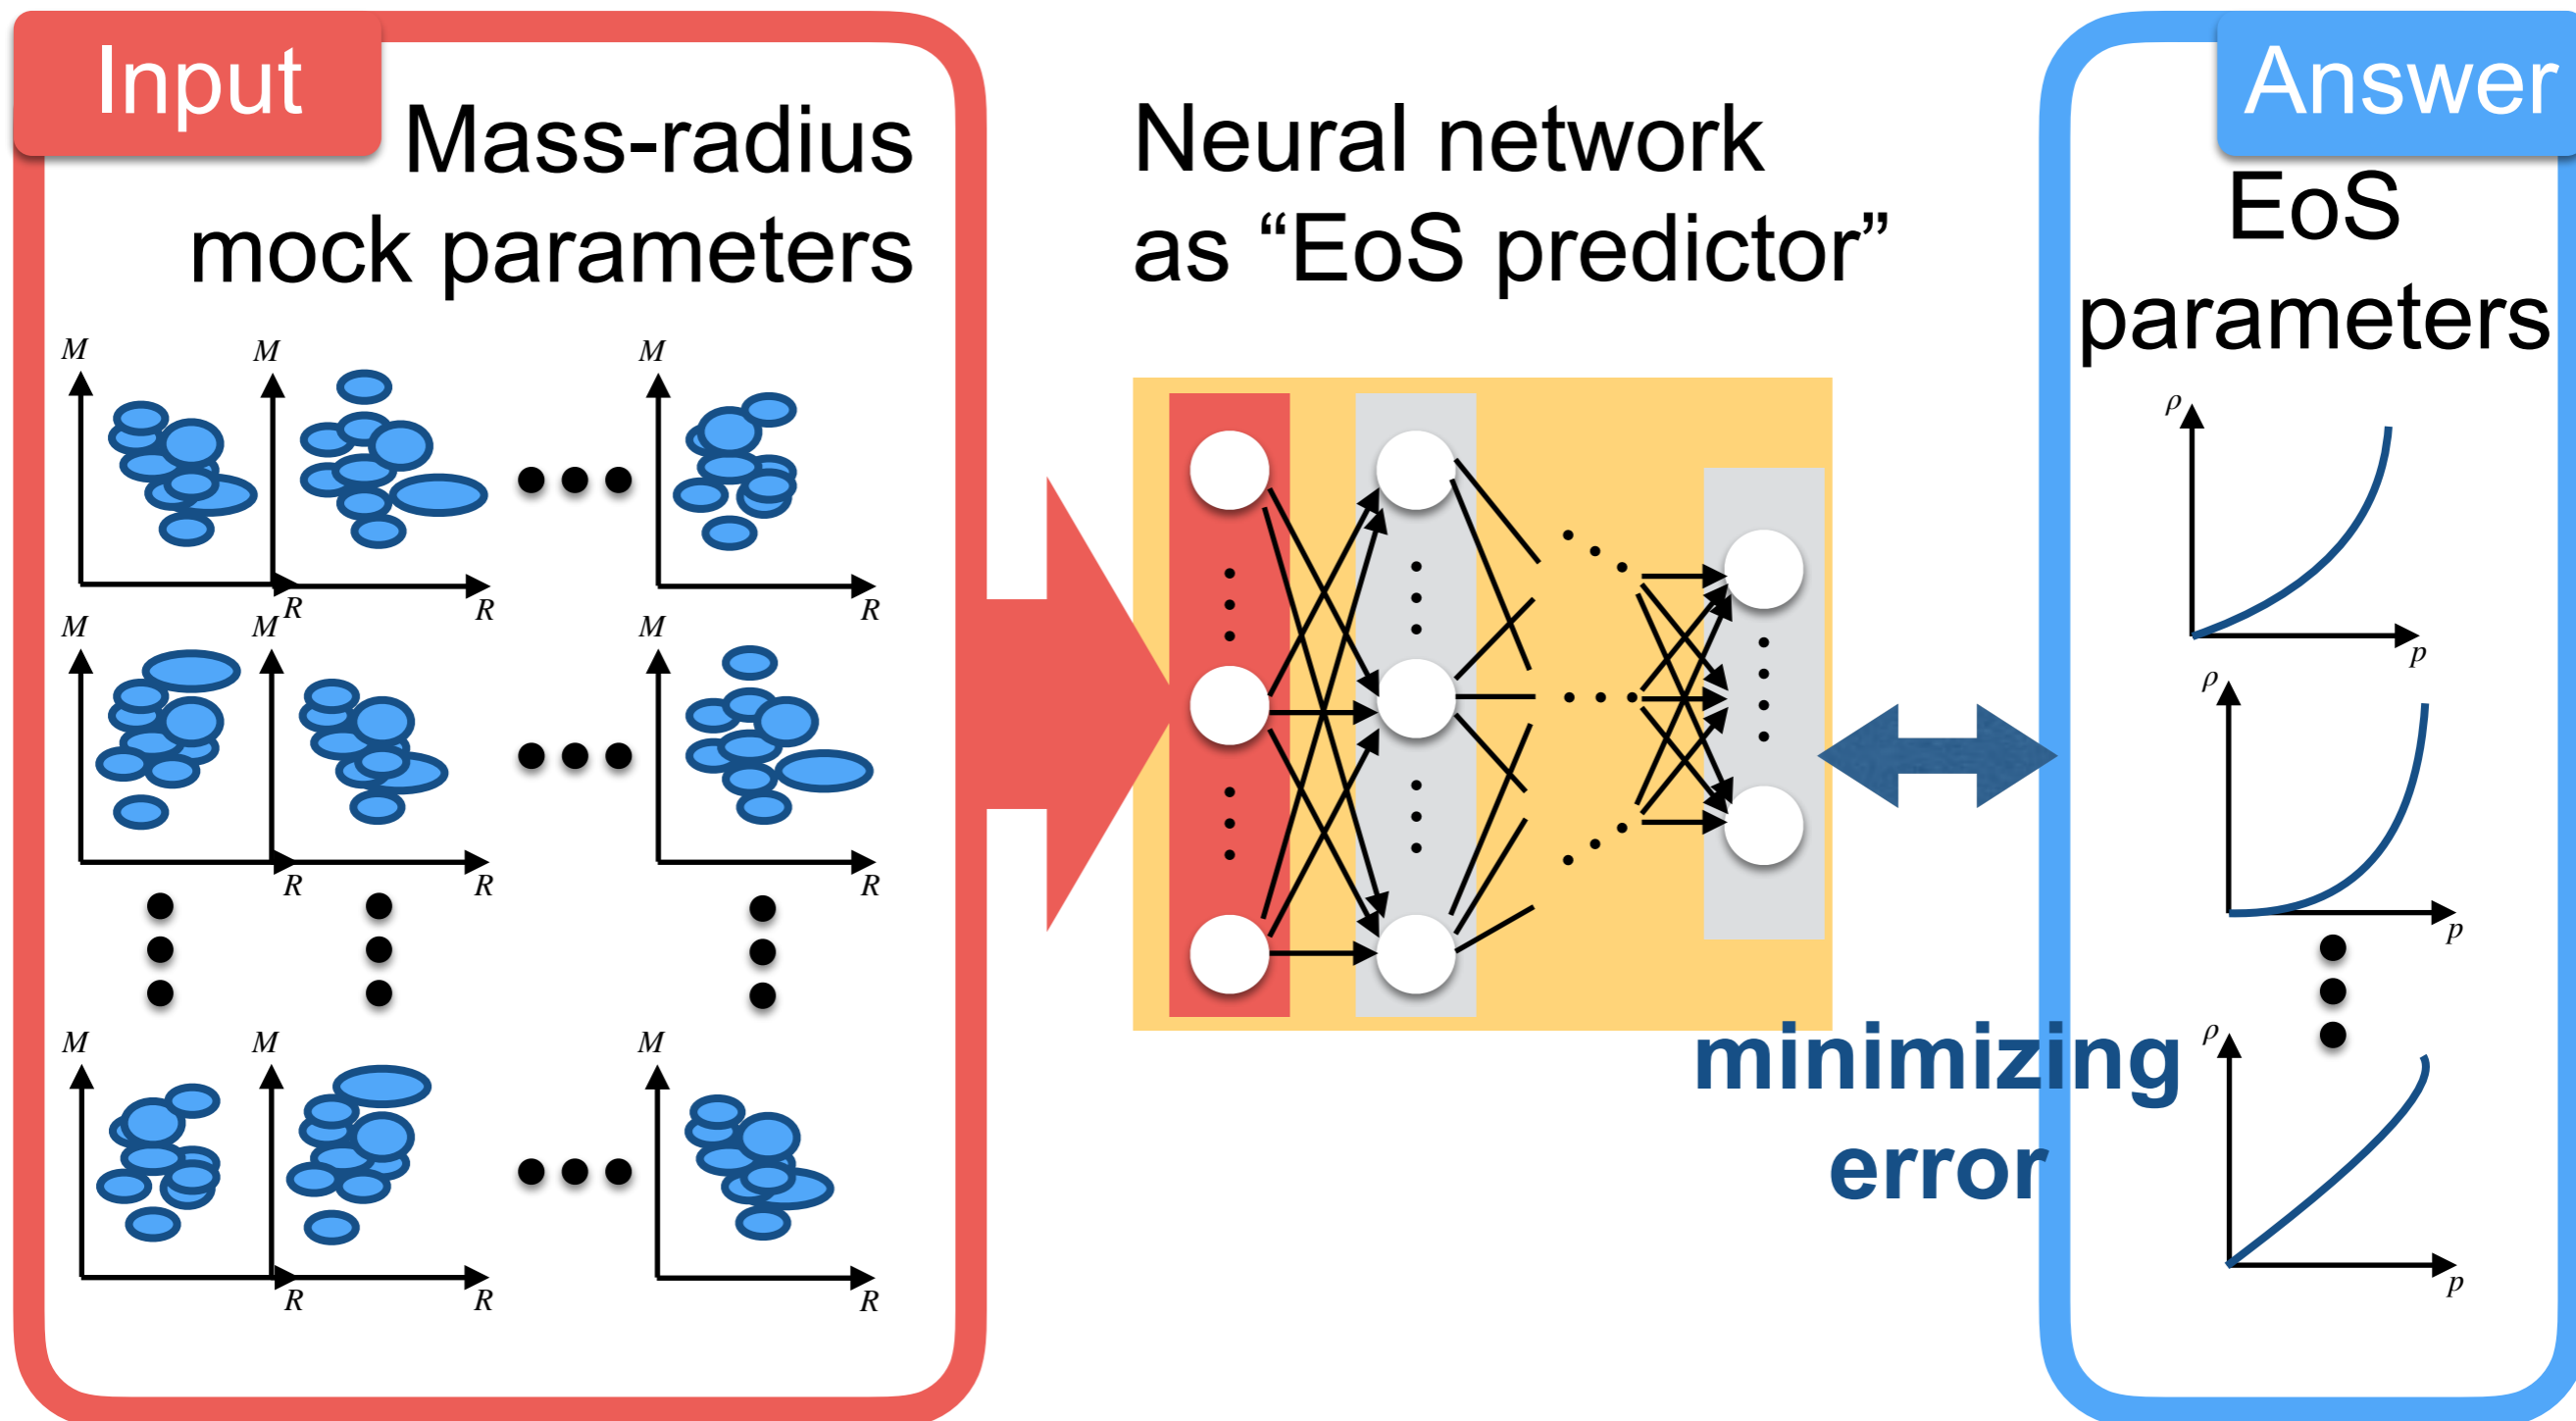 Input
Mass-radius
mock parameters
M
M
M
R
R
R
M
M
M
R
R
R
M
M
M
R
R
R
Neural network
as “EoS predictor”
minimizing
error
Answer
EoS
parameters
ρ
p
ρ
p
ρ
p